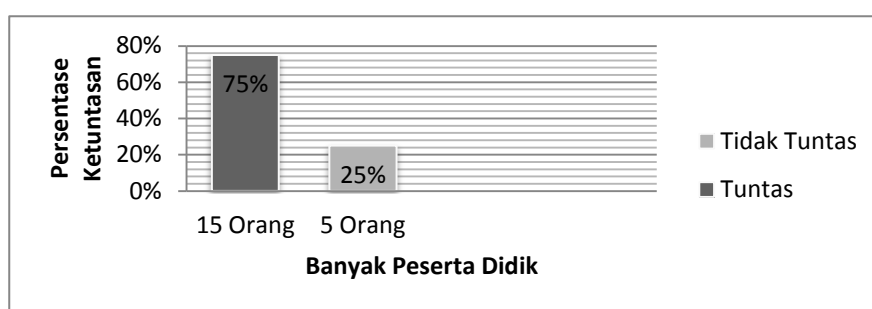 Persentase
Ketuntasan
80%
60%
40%
20%
0%
75%
25%
15 Orang
5 Orang
Banyak Peserta Didik
Tidak Tuntas
Tuntas